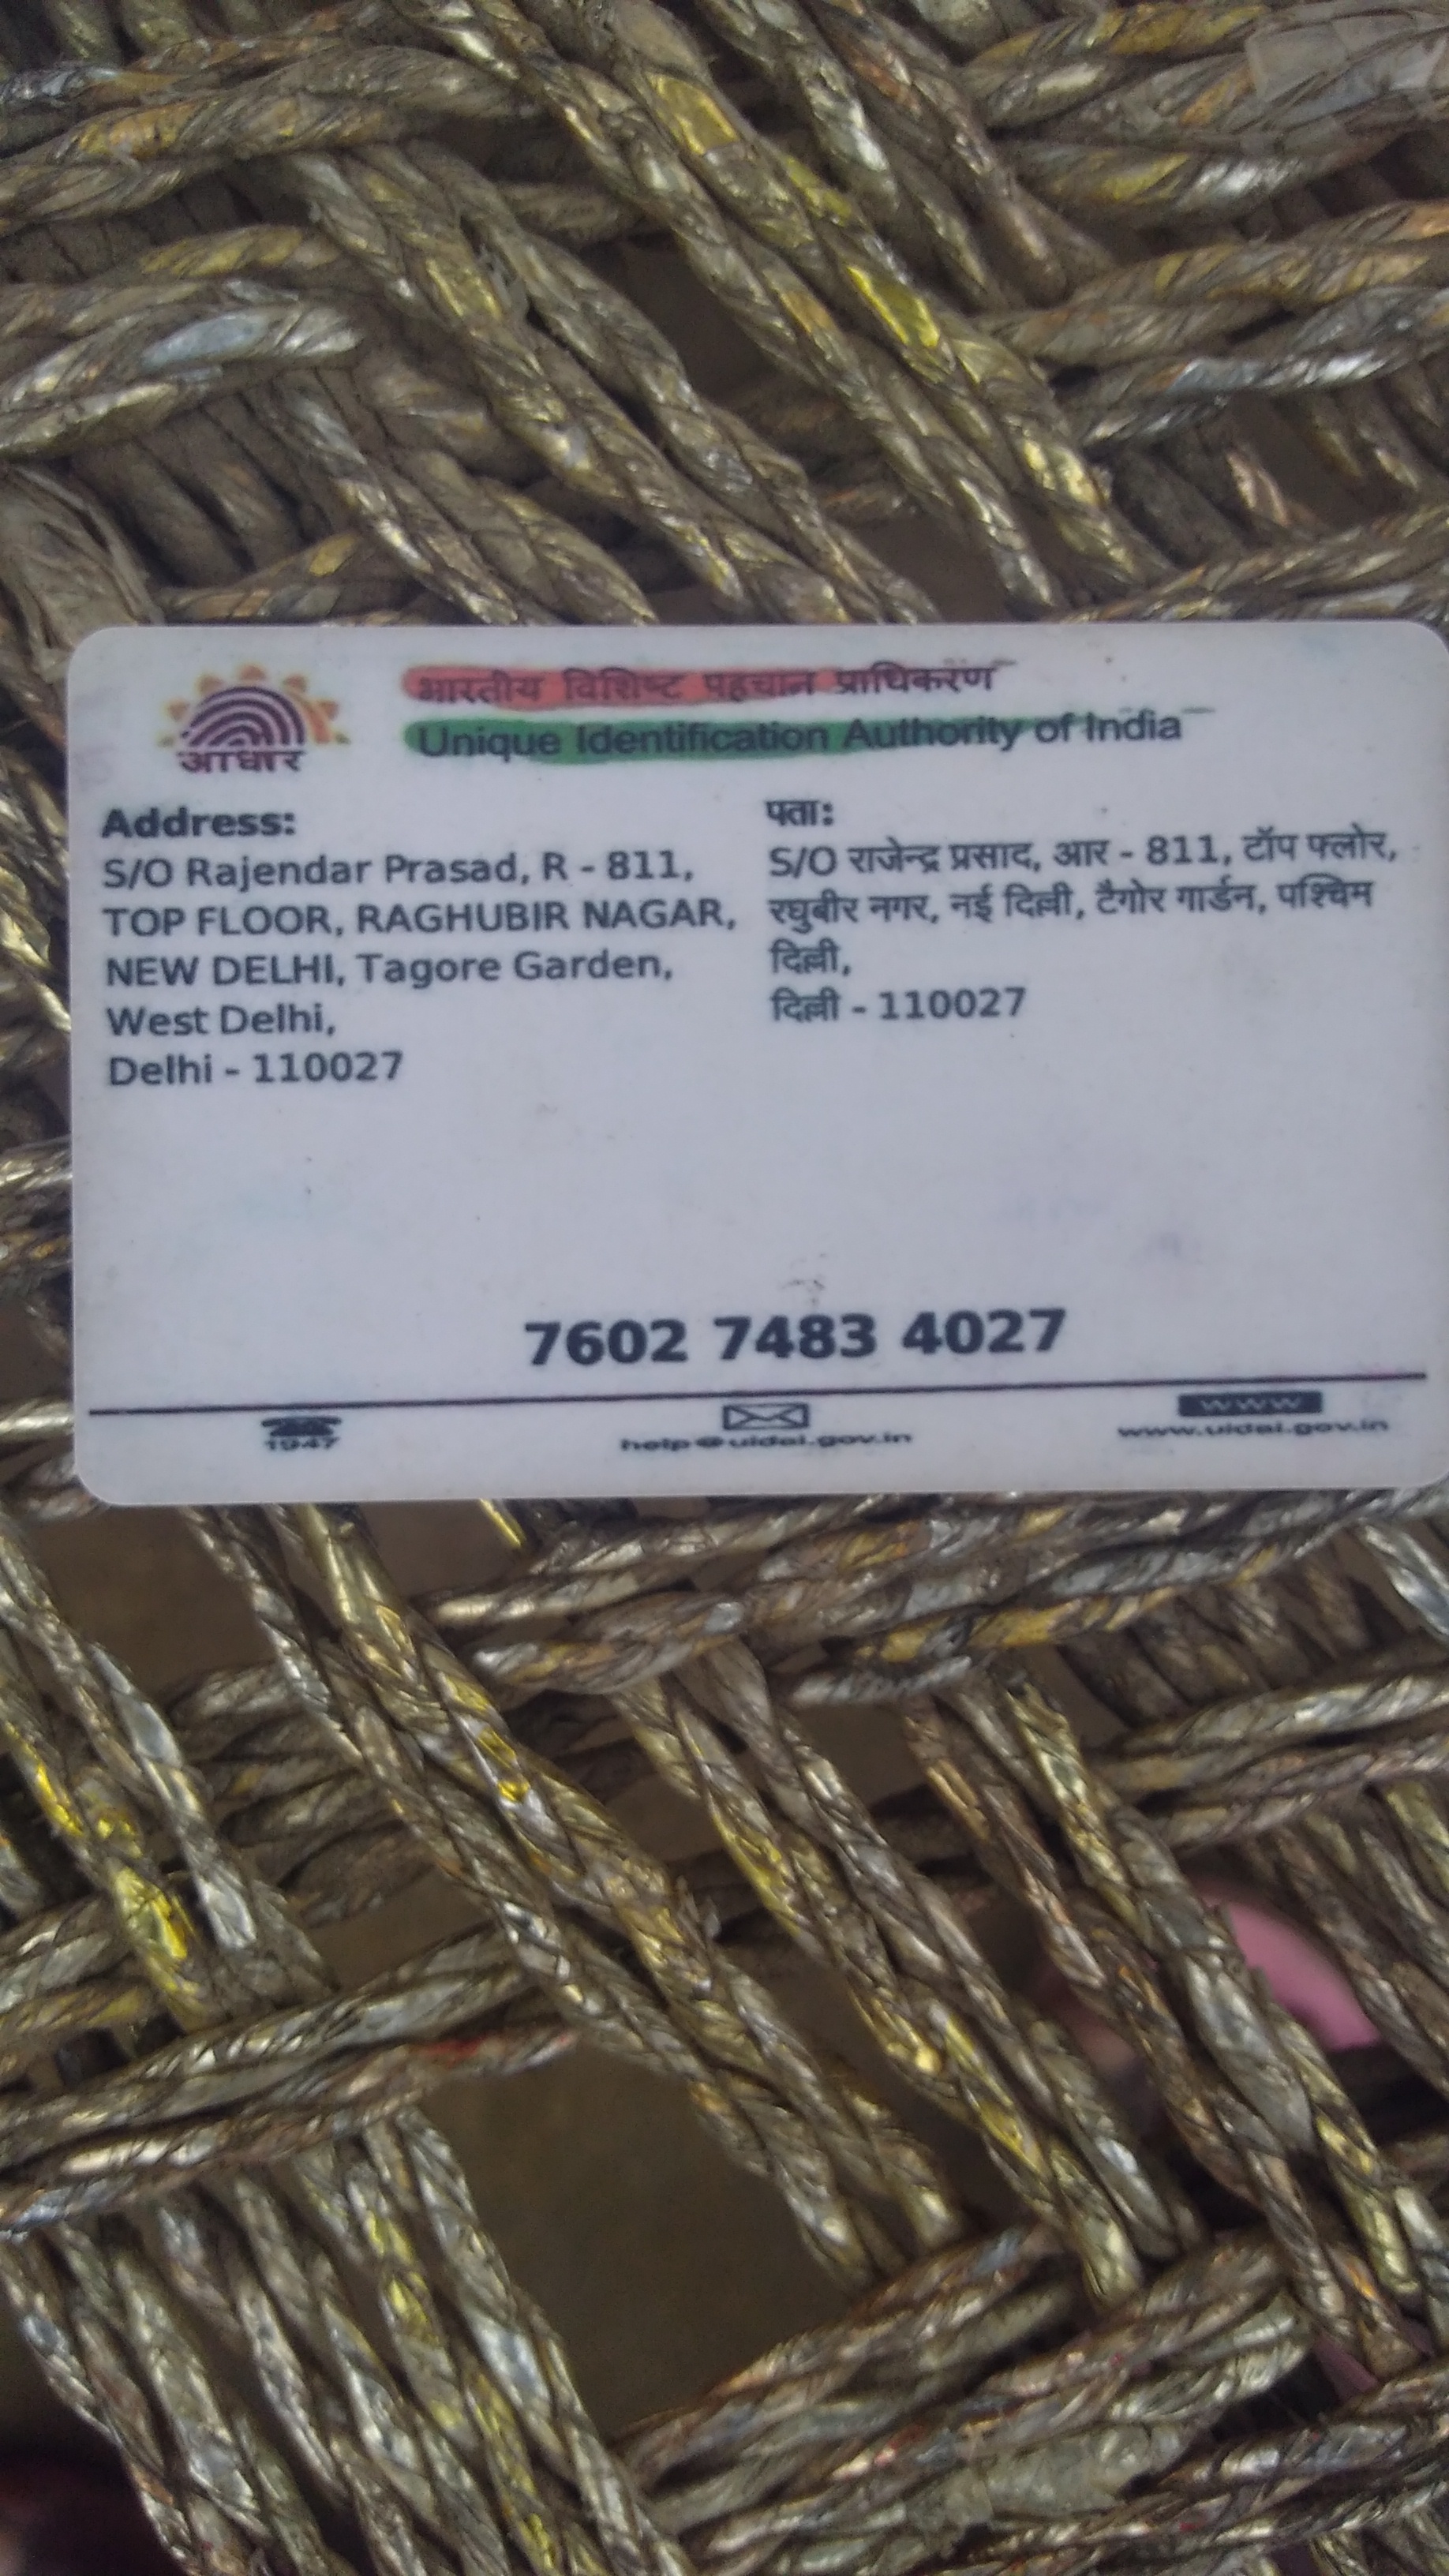 आधार
भारतीय विशिष्ट पहचान प्राधिकरण
Unique Identification Authority of India
Address:
S/O Rajendar Prasad, R - 811,
TOP FLOOR, RAGHUBIR NAGAR,
NEW DELHI, Tagore Garden,
West Delhi,
Delhi - 110027
पता:
S/O राजेन्द्र प्रसाद, आर - 811, टॉप फ्लोर,
रघुबीर नगर, नई दिल्ली, टैगोर गार्डन, पश्चिम
दिल्ली,
दिल्ली - 110027
7602 7483 4027
1947
help@uidai.gov.in
www
www.uidai.gov.in